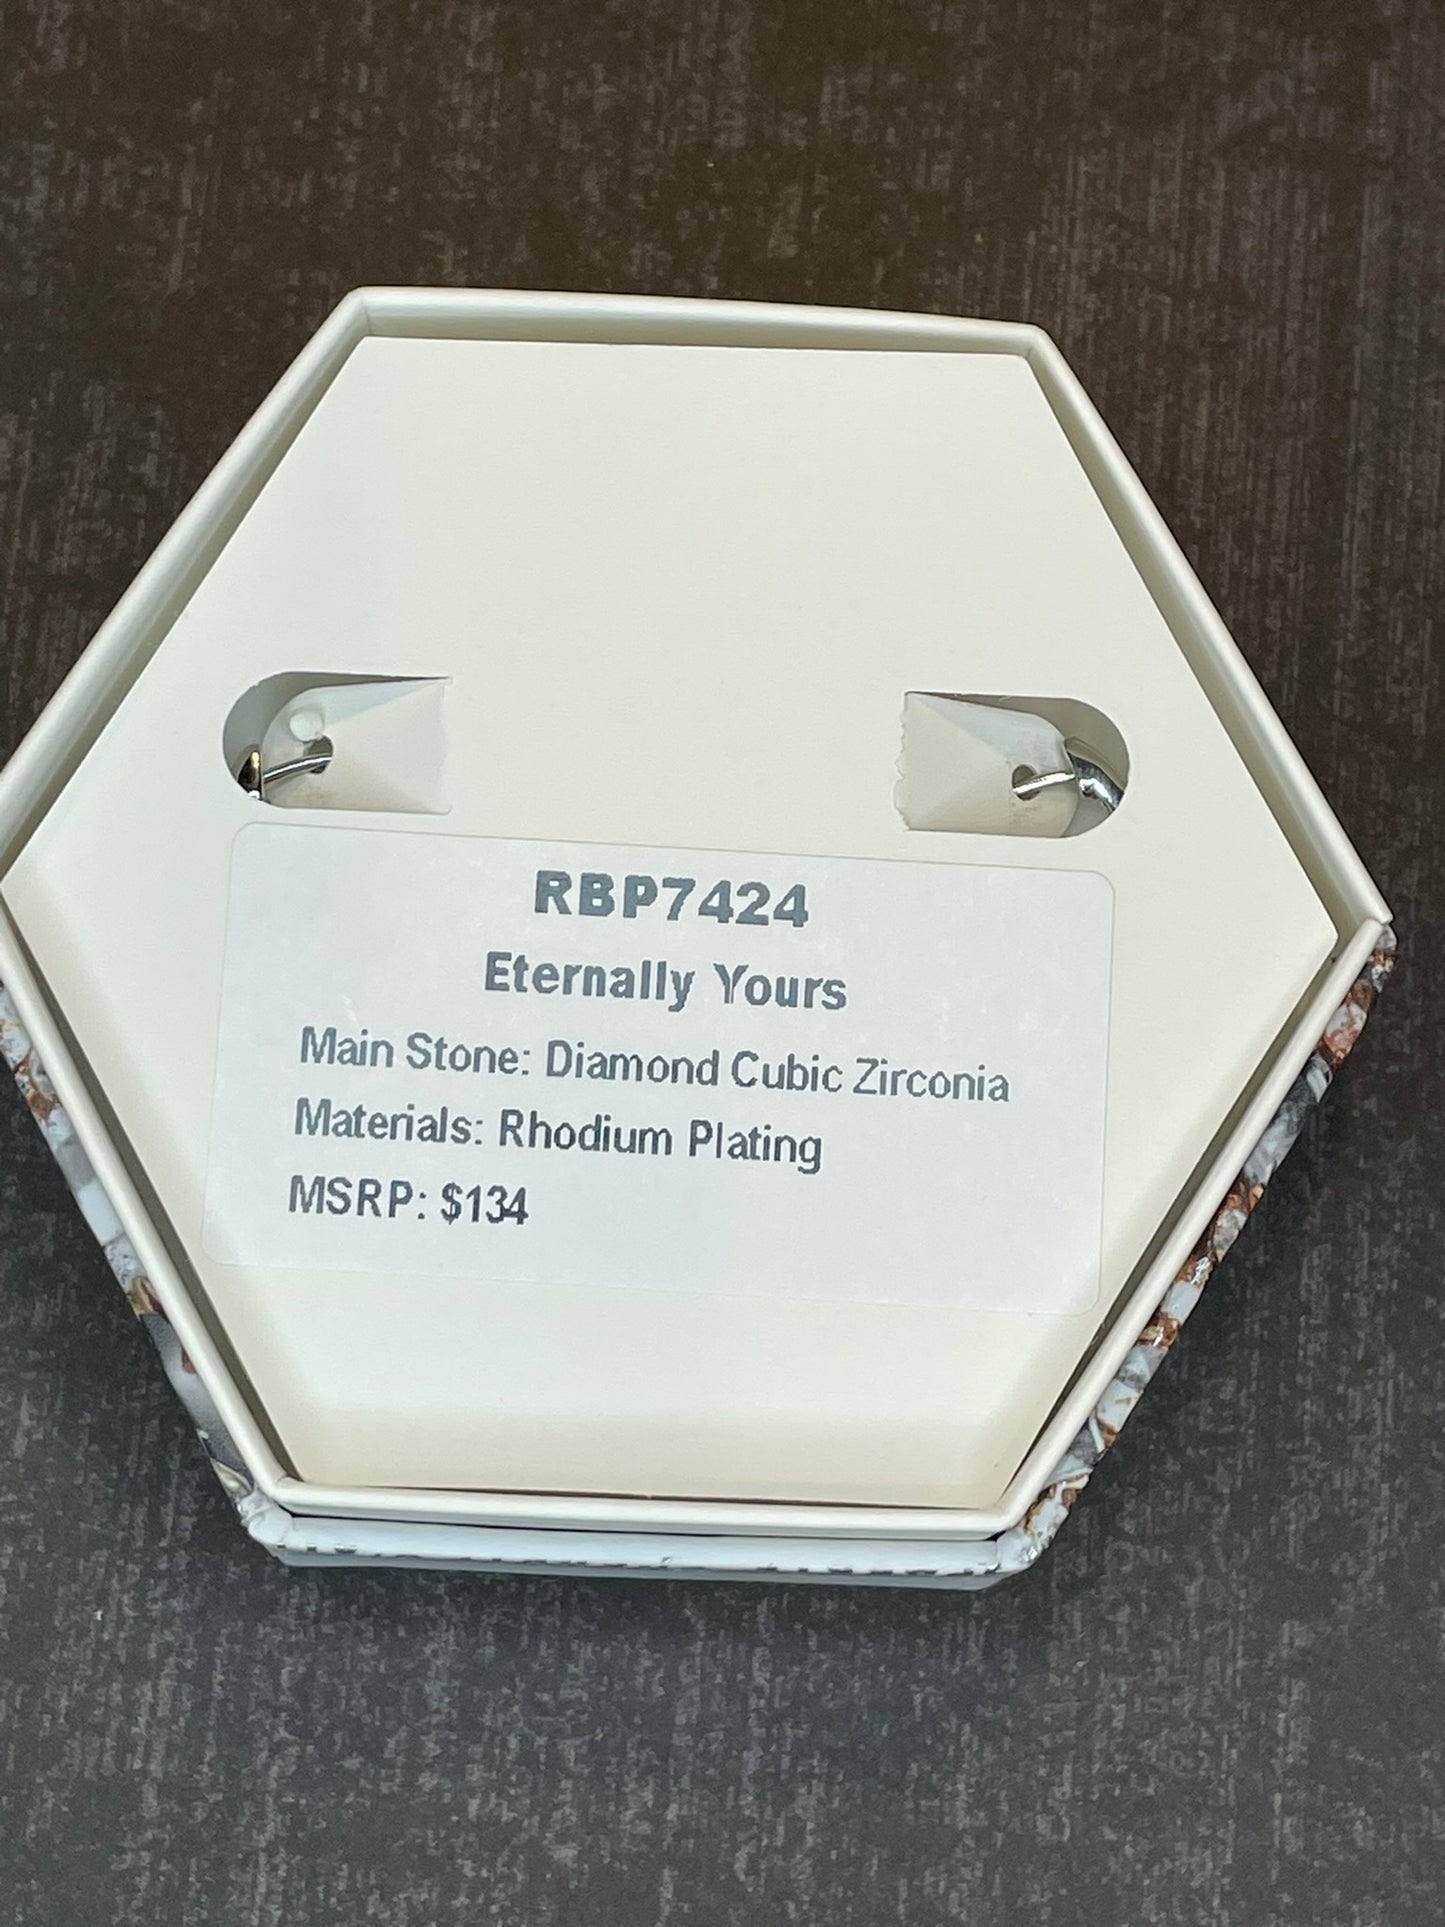 RBP7424
Eternally Yours
Main Stone: Diamond Cubic Zirconia
Materials: Rhodium Plating
MSRP: $134